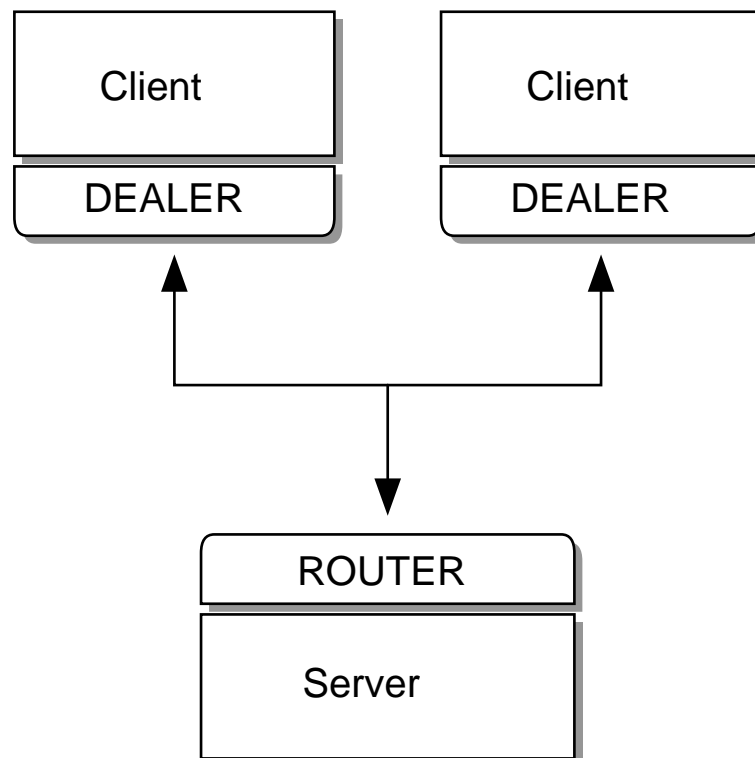 Client
Client
DEALER
DEALER
ROUTER
Server